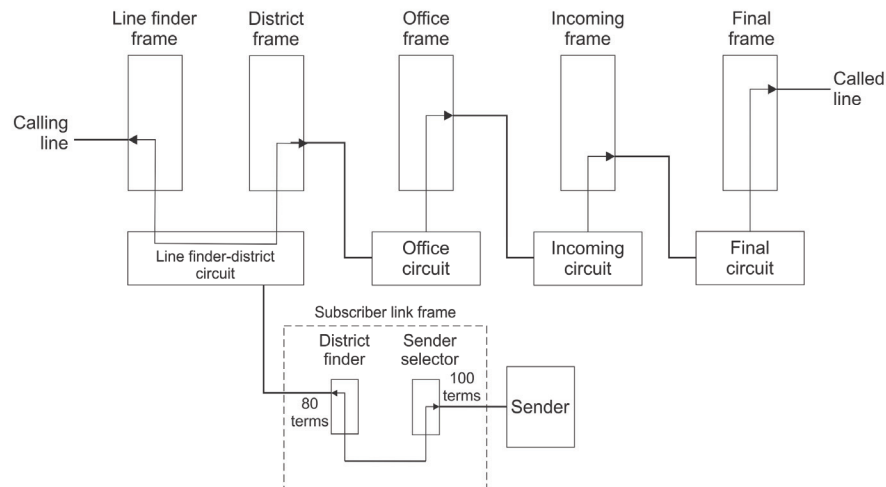 Line finder
frame
District
frame
Office
frame
Incoming
frame
Final
frame
Calling
line
Called
line
Line finder-district
circuit
Office
circuit
Incoming
circuit
Final
circuit
Subscriber link frame
District
finder
Sender
selector
80
terms
100
terms
Sender